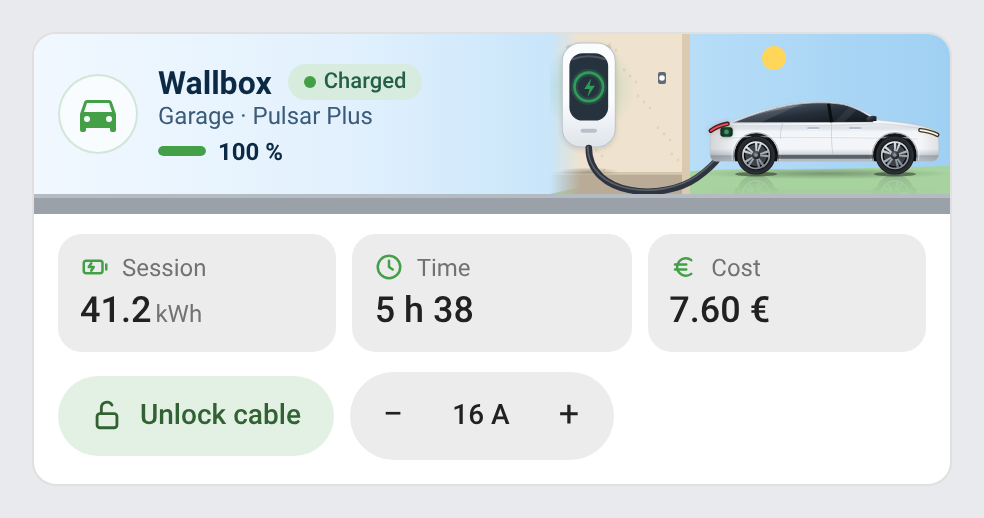 Wallbox
Charged
Garage · Pulsar Plus
100 %
Session
41.2 kWh
Time
5 h 38
Cost
7.60 €
Unlock cable
− 16 A +